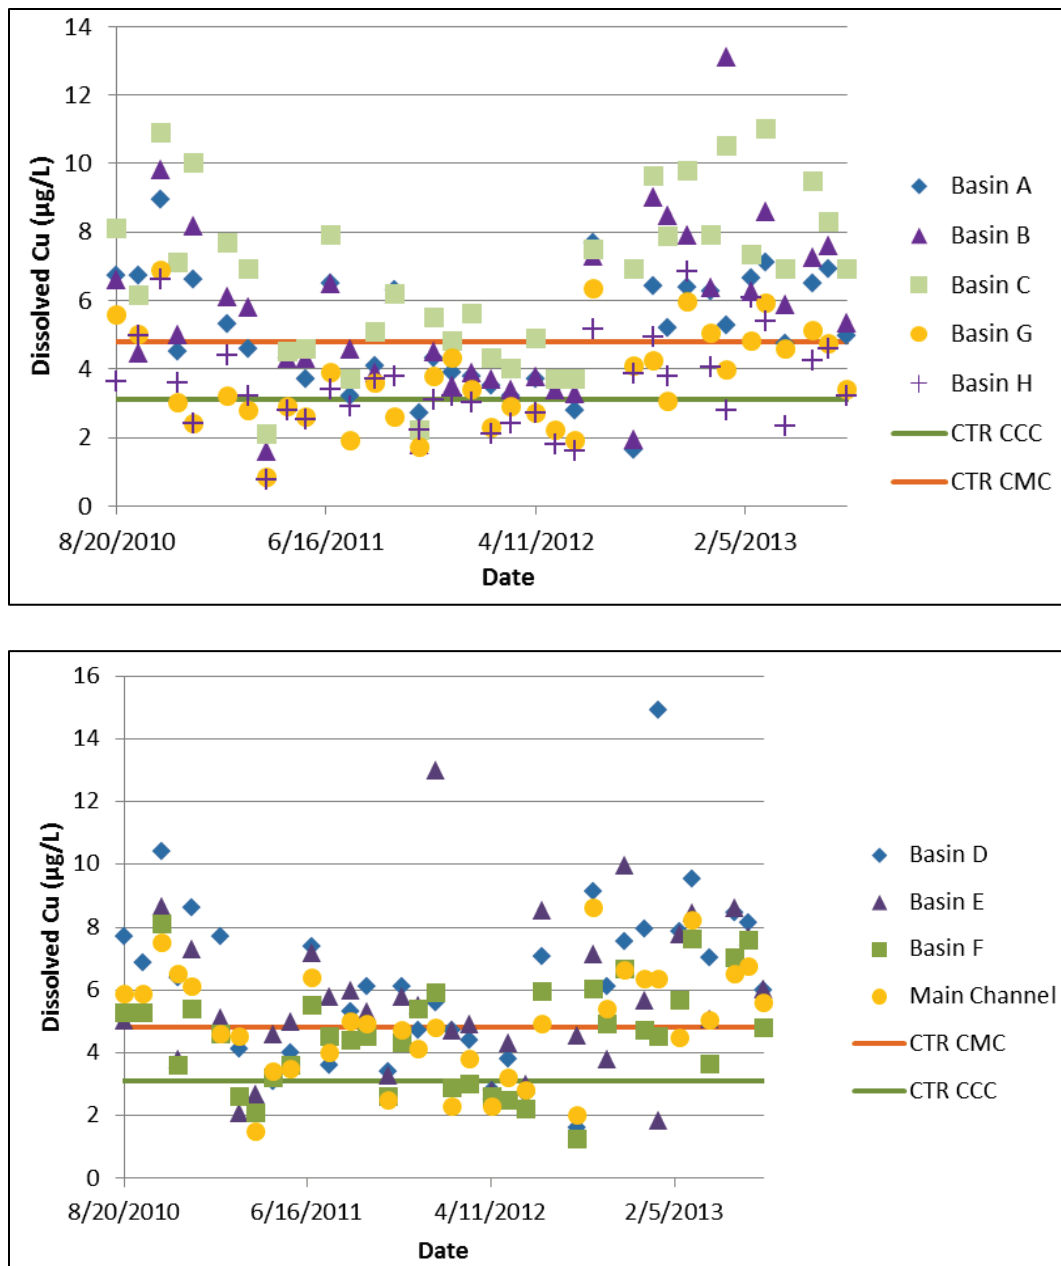 14
12
10
8
6
4
2
0
Dissolved Cu (µg/L)
8/20/2010 6/16/2011 4/11/2012 2/5/2013
Date
Basin A
Basin B
Basin C
Basin G
Basin H
CTR CCC
CTR CMC
16
14
12
10
8
6
4
2
0
Dissolved Cu (µg/L)
8/20/2010 6/16/2011 4/11/2012 2/5/2013
Date
Basin D
Basin E
Basin F
Main Channel
CTR CMC
CTR CCC